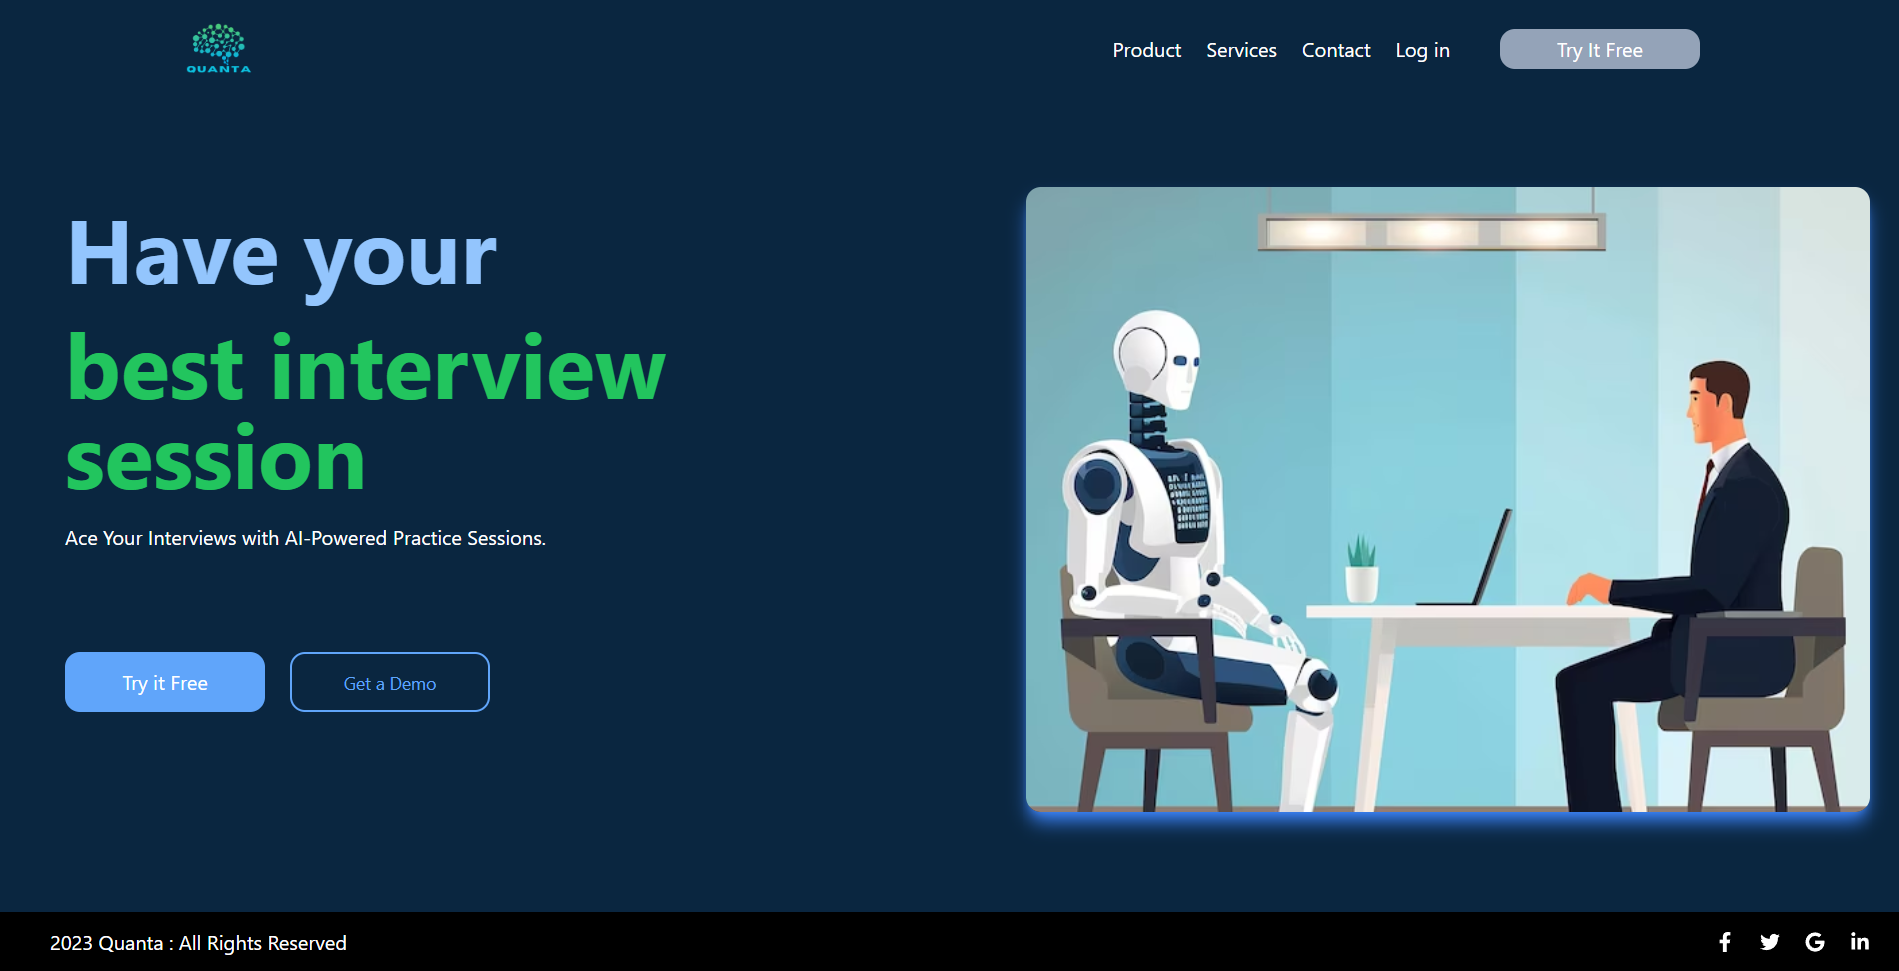 QUANTA
Product Services Contact Log in Try It Free
Have your
best interview
session
Ace Your Interviews with AI-Powered Practice Sessions.
Try it Free Get a Demo
2023 Quanta : All Rights Reserved